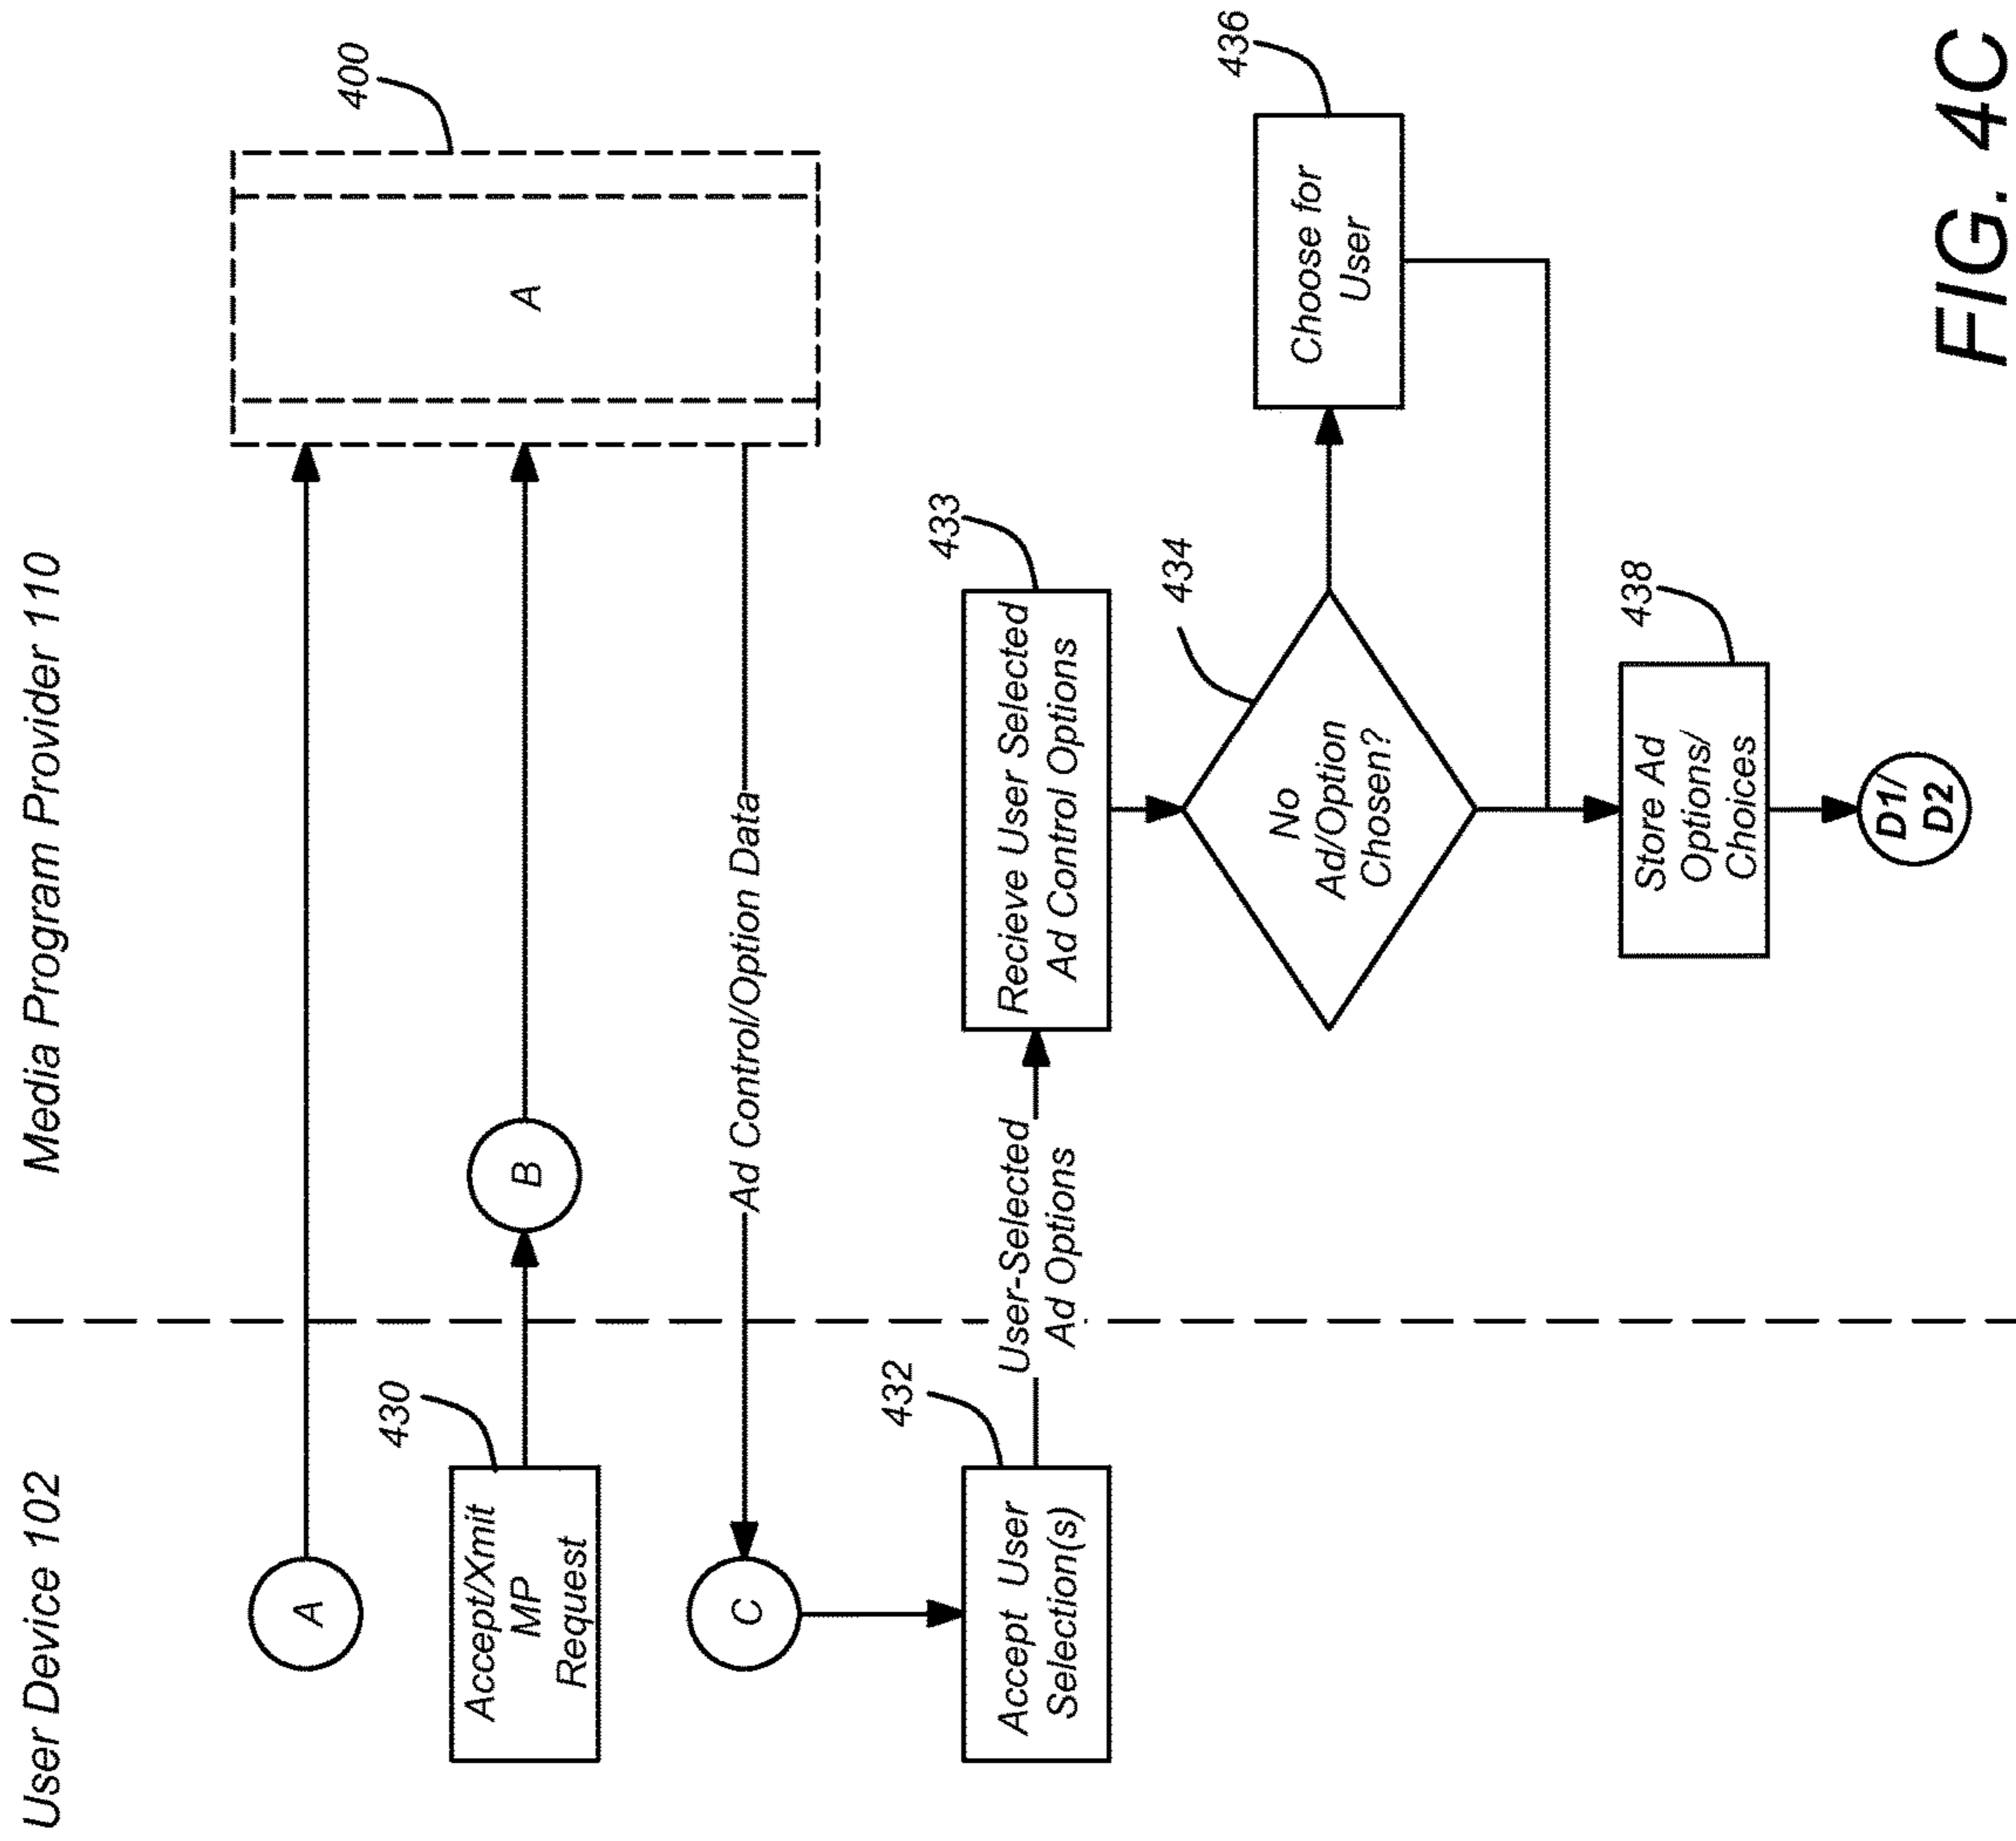 User Device 102
Media Program Provider 110
A
400
A
430
Accept/Xmit
MP
Request
B
C
Ad Control/Option Data
432
Accept User
Selection(s)
User-Selected
Ad Options
433
Recieve User Selected
Ad Control Options
434
No
Ad/Option
Chosen?
436
Choose for
User
438
Store Ad
Options/
Choices
D1/
D2
FIG. 4C